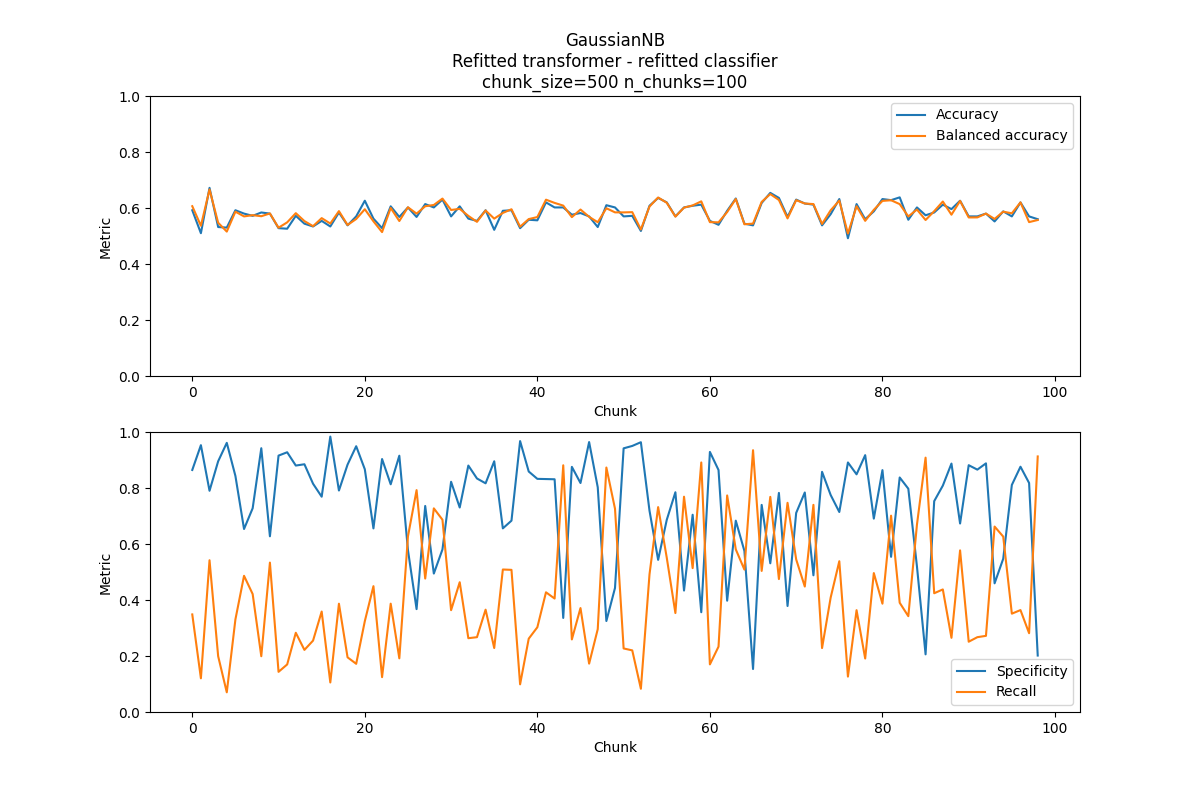 GaussianNB
Refitted transformer - refitted classifier
chunk_size=500 n_chunks=100
1.0
0.8
0.6
0.4
0.2
0.0
Metric
Accuracy
Balanced accuracy
0 20 40 60 80 100
Chunk
1.0
0.8
0.6
0.4
0.2
0.0
Metric
Specificity
Recall
0 20 40 60 80 100
Chunk